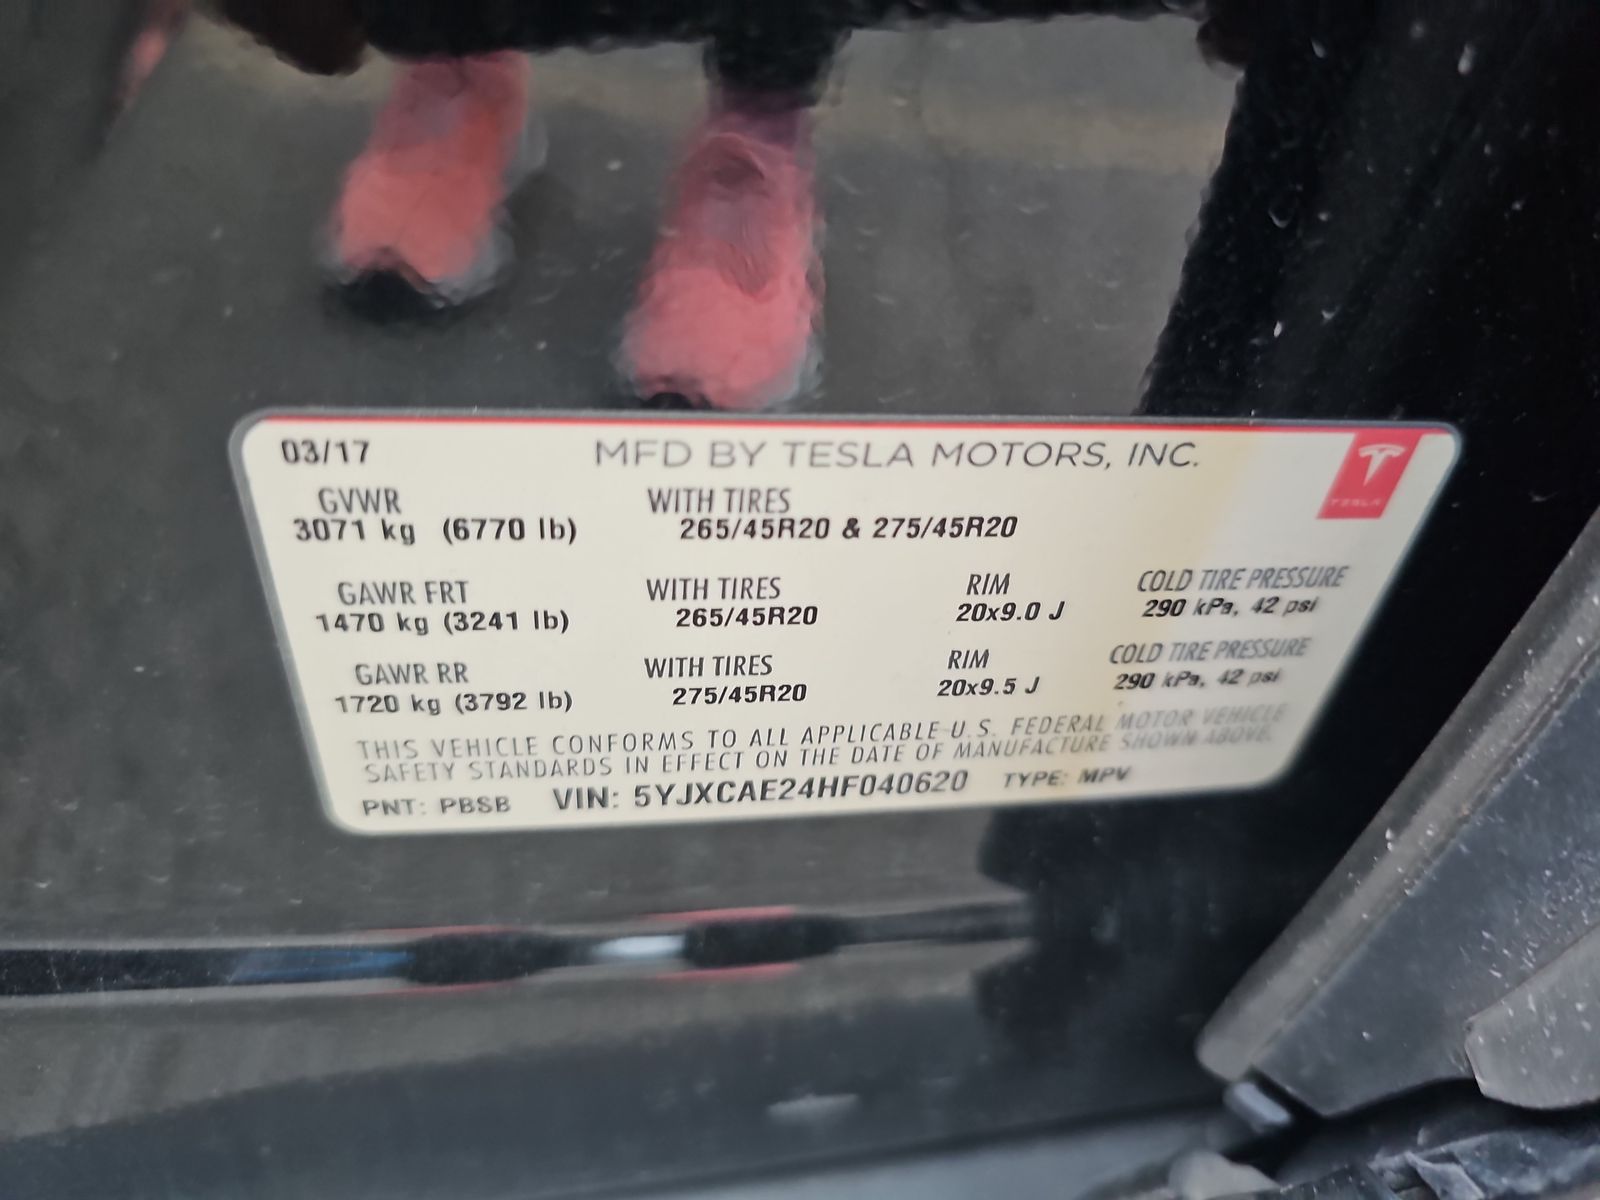 03/17 MFD BY TESLA MOTORS, INC.
TESLA
GVWR WITH TIRES
3071 kg (6770 lb) 265/45R20 & 275/45R20
GAWR FRT WITH TIRES RIM COLD TIRE PRESSURE
1470 kg (3241 lb) 265/45R20 20x9.0 J 290 kPa, 42 psi
GAWR RR WITH TIRES RIM COLD TIRE PRESSURE
1720 kg (3792 lb) 275/45R20 20x9.5 J 290 kPa, 42 psi
THIS VEHICLE CONFORMS TO ALL APPLICABLE U.S. FEDERAL MOTOR VEHICLE
SAFETY STANDARDS IN EFFECT ON THE DATE OF MANUFACTURE SHOWN ABOVE.
PNT: PBSB VIN: 5YJXCAE24HF040620 TYPE: MPV